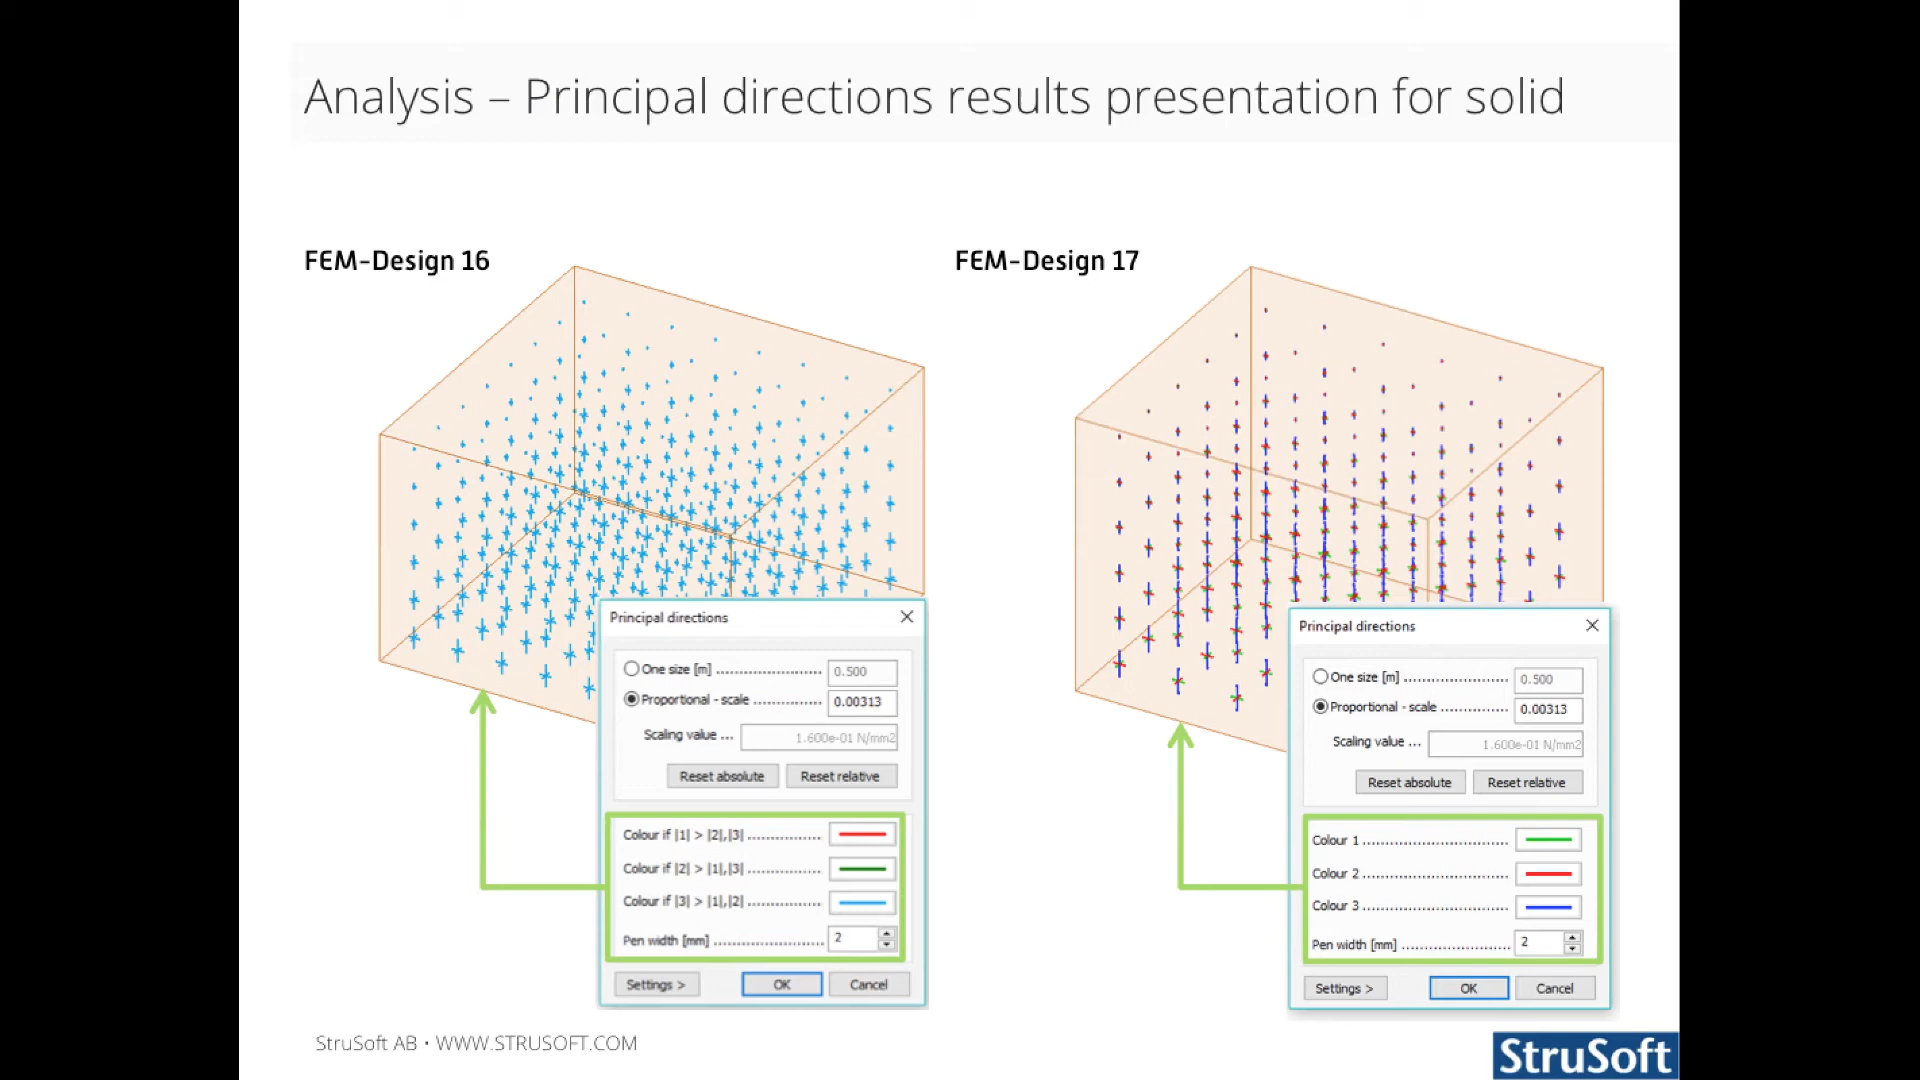 Analysis – Principal directions results presentation for solid
FEM-Design 16
FEM-Design 17
Principal directions
One size [m] ........................... 0.500
Proportional - scale ................. 0.00313
Scaling value ... 1.600e-01 N/mm2
Reset absolute Reset relative
Colour if |1| > |2|,|3| ..................
Colour if |2| > |1|,|3| ..................
Colour if |3| > |1|,|2| ..................
Pen width [mm] ........................... 2
Settings > OK Cancel
Principal directions
One size [m] ........................... 0.500
Proportional - scale ................. 0.00313
Scaling value ... 1.600e-01 N/mm2
Reset absolute Reset relative
Colour 1 ....................................
Colour 2 ....................................
Colour 3 ....................................
Pen width [mm] ........................... 2
Settings > OK Cancel
StruSoft AB • WWW.STRUSOFT.COM
StruSoft